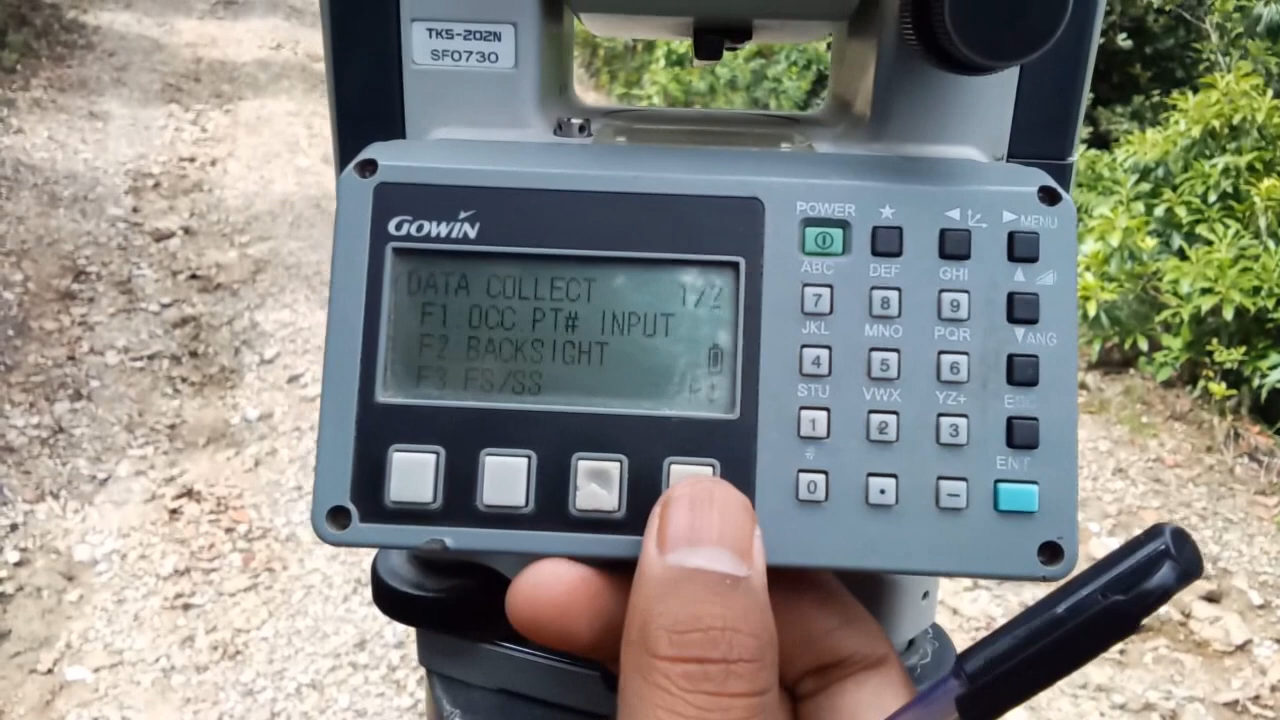 TKS-202N
SF0730
GOWIN
DATA COLLECT 1/2
F1 OCC.PT# INPUT
F2 BACKSIGHT
F3 FS/SS P↓
POWER ★ ◀ ▶ MENU
ABC DEF GHI ▲
7 8 9
JKL MNO PQR ▼ANG
4 5 6
STU VWX YZ+ ESC
1 2 3
ENT
0 . −